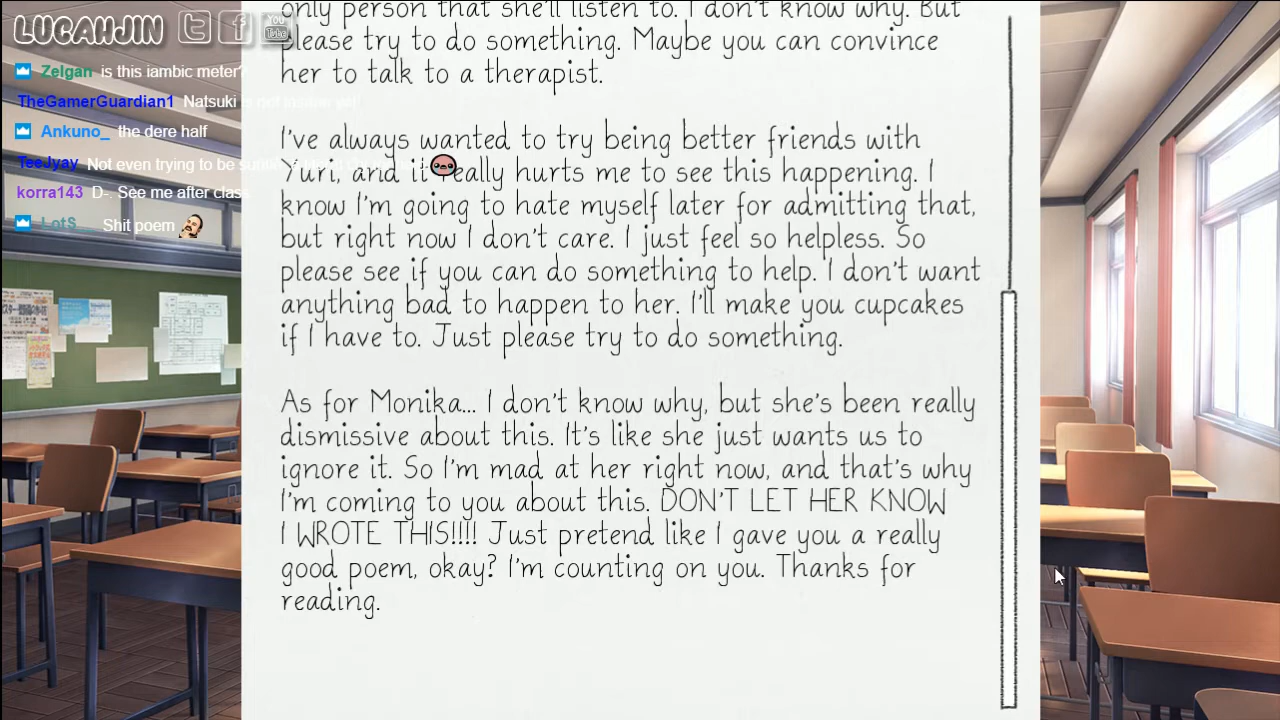 LUCAHJIN
You
Tube
Zelgan is this iambic meter?
TheGamerGuardian1 Natsuki is not
Ankuno_ the dere half
TeeJyay Not even trying to be
korra143 D-. See me after class
LotS__ Shit poem
only person that she'll listen to. I don't know why. But
please try to do something. Maybe you can convince
her to talk to a therapist.
I've always wanted to try being better friends with
Yuri, and it really hurts me to see this happening. I
know I'm going to hate myself later for admitting that,
but right now I don't care. I just feel so helpless. So
please see if you can do something to help. I don't want
anything bad to happen to her. I'll make you cupcakes
if I have to. Just please try to do something.
As for Monika... I don't know why, but she's been really
dismissive about this. It's like she just wants us to
ignore it. So I'm mad at her right now, and that's why
I'm coming to you about this. DON'T LET HER KNOW
I WROTE THIS!!!! Just pretend like I gave you a really
good poem, okay? I'm counting on you. Thanks for
reading.